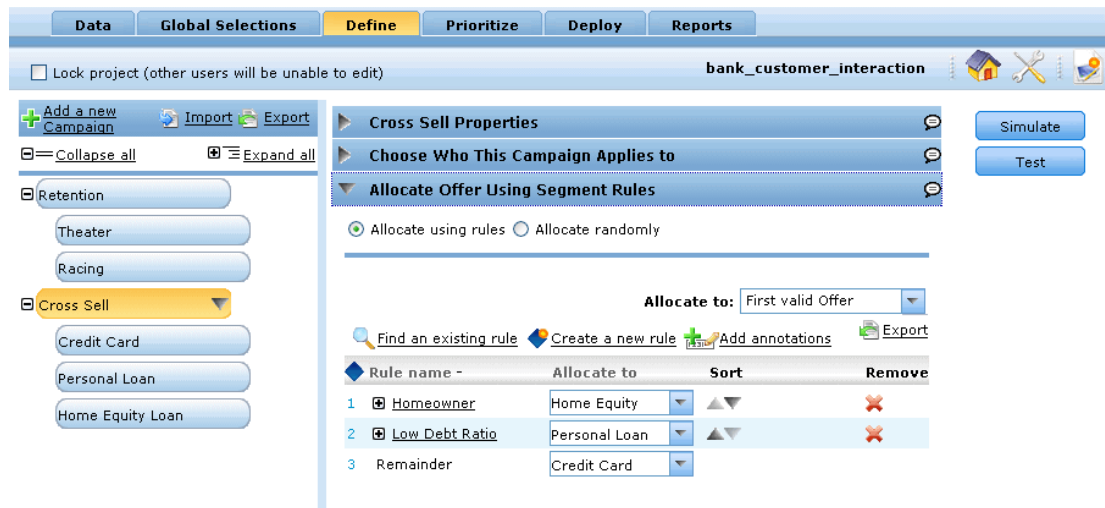 Data Global Selections Define Prioritize Deploy Reports
Lock project (other users will be unable to edit) bank_customer_interaction
Add a new Campaign Import Export
Collapse all Expand all
Retention
Theater
Racing
Cross Sell
Credit Card
Personal Loan
Home Equity Loan
Cross Sell Properties
Choose Who This Campaign Applies to
Allocate Offer Using Segment Rules
Allocate using rules Allocate randomly
Allocate to: First valid Offer
Find an existing rule Create a new rule Add annotations Export
Rule name - Allocate to Sort Remove
1 Homeowner Home Equity
2 Low Debt Ratio Personal Loan
3 Remainder Credit Card
Simulate
Test